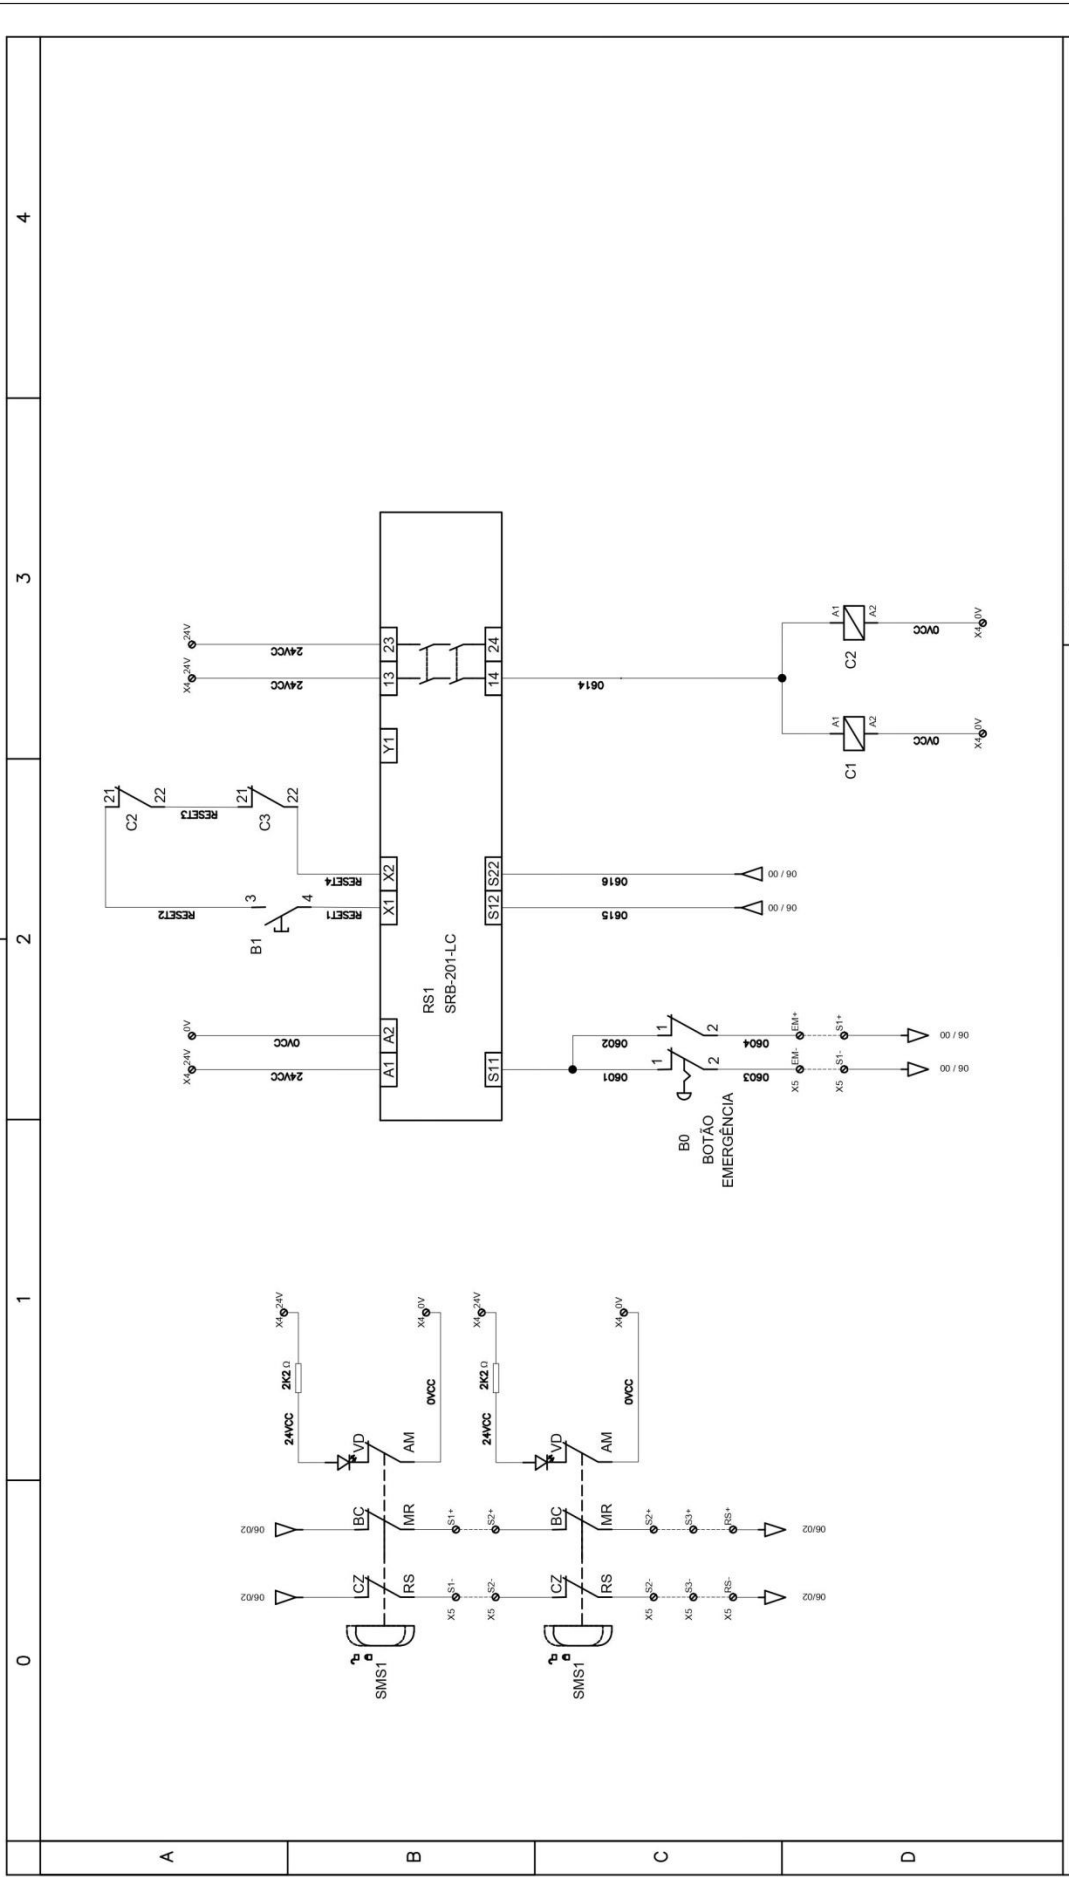 0
1
2
3
4
A
B
C
D
06/02
06/02
CZ
BC
VD
RS
MR
AM
SMS1
24VCC
2K2 Ω
X4
24V
0VCC
X4
0V
X5
S1-
S1+
X5
S2-
S2+
CZ
BC
VD
RS
MR
AM
SMS1
24VCC
2K2 Ω
X4
24V
0VCC
X4
0V
X5
S2-
S2+
X5
S3-
S3+
X5
RS-
RS+
06/02
06/02
X4
24V
0V
24VCC
0VCC
A1
A2
RS1
SRB-201-LC
S11
0601
0602
1
2
1
2
B0
BOTÃO
EMERGÊNCIA
0603
0604
X5
EM-
EM+
X5
S1-
S1+
06 / 00
06 / 00
RESET2
B1
3
4
RESET1
X1
X2
RESET4
21
22
C2
RESET3
21
22
C3
S12
S22
0615
0616
06 / 00
06 / 00
Y1
X4
24V
24V
24VCC
24VCC
13
23
14
24
0614
C1
A1
A2
0VCC
X4
0V
C2
A1
A2
0VCC
X4
0V